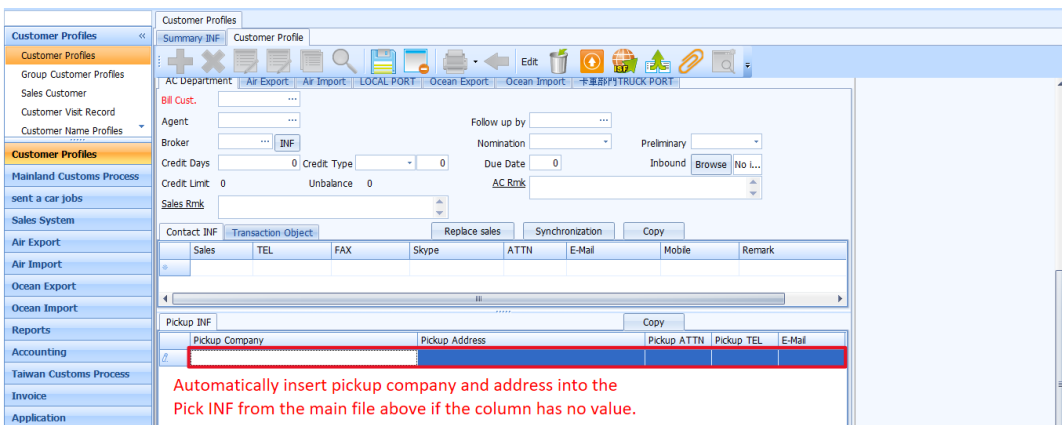 Customer Profiles
Customer Profiles «
Summary INF Customer Profile
Customer Profiles
Group Customer Profiles
Sales Customer
Customer Visit Record
Customer Name Profiles
Customer Profiles
Mainland Customs Process
sent a car jobs
Sales System
Air Export
Air Import
Ocean Export
Ocean Import
Reports
Accounting
Taiwan Customs Process
Invoice
Application
Edit ISF
AC Department Air Export Air Import LOCAL PORT Ocean Export Ocean Import 卡車部門TRUCK PORT
Bill Cust. ...
Agent ... Follow up by ...
Broker ... INF Nomination Preliminary
Credit Days 0 Credit Type 0 Due Date 0 Inbound Browse No i...
Credit Limit 0 Unbalance 0 AC Rmk
Sales Rmk
Contact INF Transaction Object Replace sales Synchronization Copy
Sales TEL FAX Skype ATTN E-Mail Mobile Remark
Pickup INF Copy
Pickup Company Pickup Address Pickup ATTN Pickup TEL E-Mail
Automatically insert pickup company and address into the
Pick INF from the main file above if the column has no value.